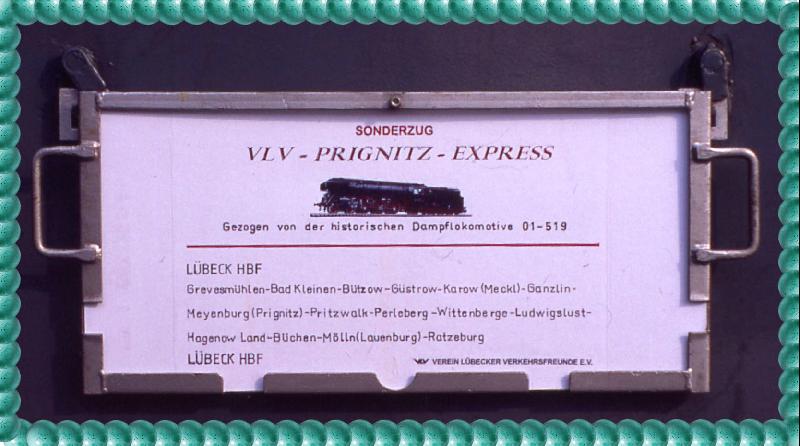 SONDERZUG
VLV - PRIGNITZ - EXPRESS
Gezogen von der historischen Dampflokomotive 01-519
LÜBECK HBF
Grevesmühlen-Bad Kleinen-Bützow-Güstrow-Karow(Meckl)-Ganzlin-
Meyenburg(Prignitz)-Pritzwalk-Perleberg-Wittenberge-Ludwigslust-
Hagenow Land-Büchen-Mölln(Lauenburg)-Ratzeburg
LÜBECK HBF
VLV VEREIN LÜBECKER VERKEHRSFREUNDE E.V.